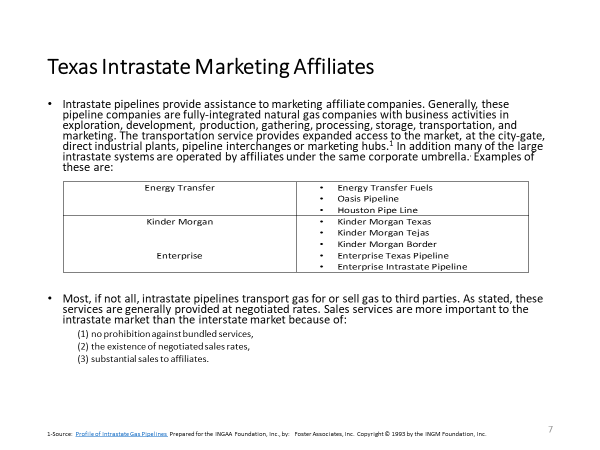 Texas Intrastate Marketing Affiliates
• Intrastate pipelines provide assistance to marketing affiliate companies. Generally, these
pipeline companies are fully-integrated natural gas companies with business activities in
exploration, development, production, gathering, processing, storage, transportation, and
marketing. The transportation service provides expanded access to the market, at the city-gate,
direct industrial plants, pipeline interchanges or marketing hubs.1 In addition many of the large
intrastate systems are operated by affiliates under the same corporate umbrella. Examples of
these are:
Energy Transfer
• Energy Transfer Fuels
• Oasis Pipeline
• Houston Pipe Line
Kinder Morgan
• Kinder Morgan Texas
• Kinder Morgan Tejas
• Kinder Morgan Border
Enterprise
• Enterprise Texas Pipeline
• Enterprise Intrastate Pipeline
• Most, if not all, intrastate pipelines transport gas for or sell gas to third parties. As stated, these
services are generally provided at negotiated rates. Sales services are more important to the
intrastate market than the interstate market because of:
(1) no prohibition against bundled services,
(2) the existence of negotiated sales rates,
(3) substantial sales to affiliates.
1-Source: Profile of Intrastate Gas Pipelines Prepared for the INGAA Foundation, Inc., by: Foster Associates, Inc. Copyright © 1993 by the INGM Foundation, Inc.
7